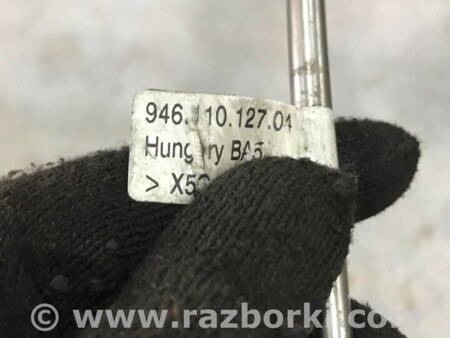 946.110.127.04
Hungary BA5
> X5
© www.razborki.com